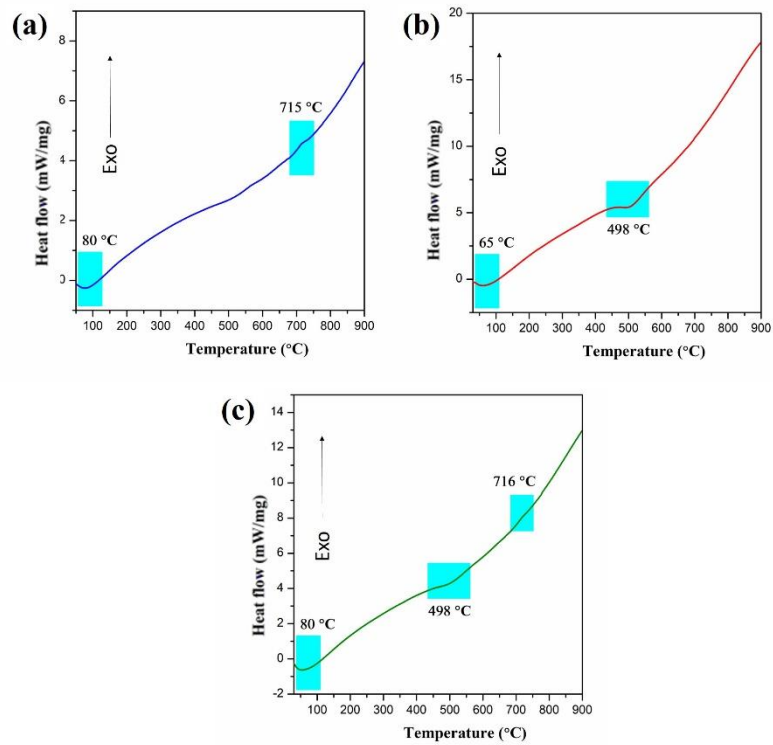 (a)
8
6
4
2
0
Heat flow (mW/mg)
Exo
715 °C
80 °C
100 200 300 400 500 600 700 800 900
Temperature (°C)
(b)
20
15
10
5
0
Heat flow (mW/mg)
Exo
65 °C
498 °C
100 200 300 400 500 600 700 800 900
Temperature (°C)
(c)
14
12
10
8
6
4
2
0
-2
Heat flow (mW/mg)
Exo
716 °C
498 °C
80 °C
100 200 300 400 500 600 700 800 900
Temperature (°C)